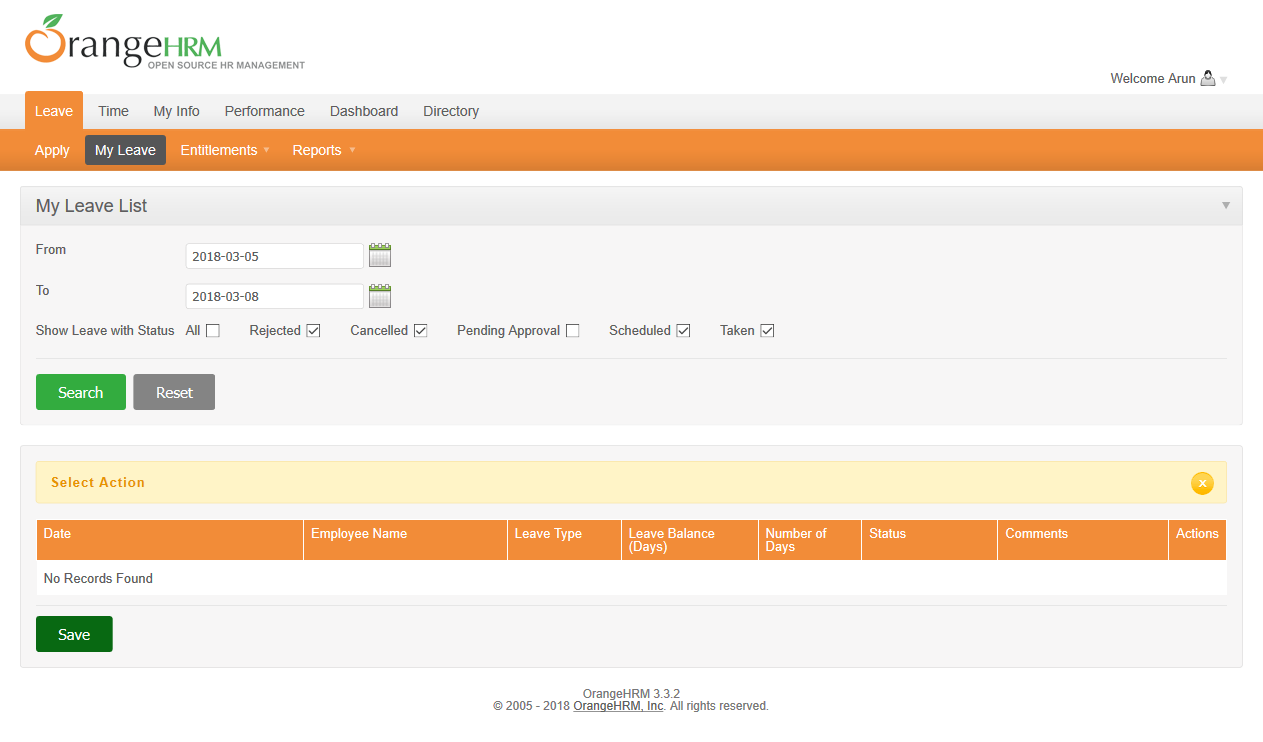 OrangeHRM
OPEN SOURCE HR MANAGEMENT
Welcome Arun
Leave Time My Info Performance Dashboard Directory
Apply My Leave Entitlements Reports
My Leave List
From 2018-03-05
To 2018-03-08
Show Leave with Status All Rejected Cancelled Pending Approval Scheduled Taken
Search Reset
Select Action x
Date Employee Name Leave Type Leave Balance (Days) Number of Days Status Comments Actions
No Records Found
Save
OrangeHRM 3.3.2
© 2005 - 2018 OrangeHRM, Inc. All rights reserved.